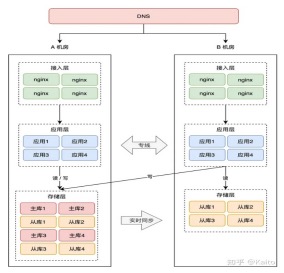 DNS
A 机房
B 机房
接入层
nginx nginx
nginx nginx
接入层
nginx nginx
nginx nginx
应用层
应用1 应用2
应用3 应用4
专线
应用层
应用1 应用2
应用3 应用4
读 / 写
写
读
存储层
主库1 主库2
从库1 从库2
主库3 主库4
从库3 从库4
实时同步
存储层
从库1 从库2
从库3 从库4
知乎 @Kaito